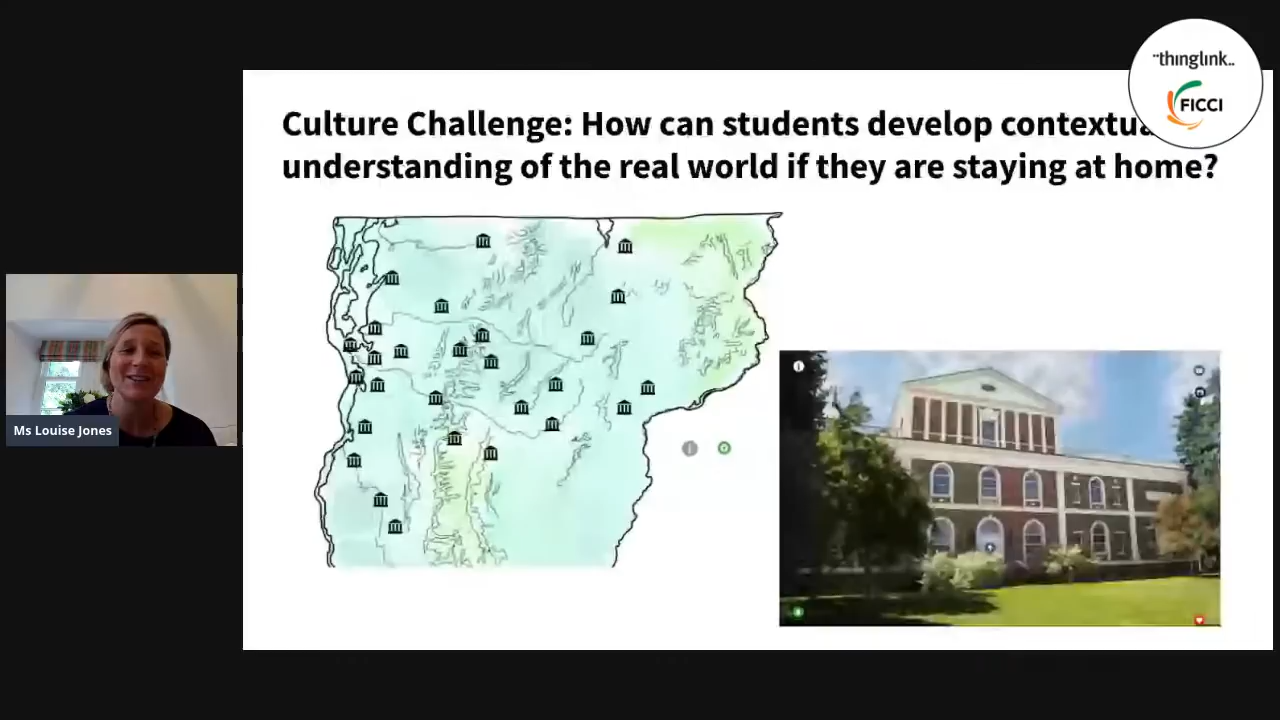 ¨thinglink..
FICCI
Culture Challenge: How can students develop contextua
understanding of the real world if they are staying at home?
Ms Louise Jones